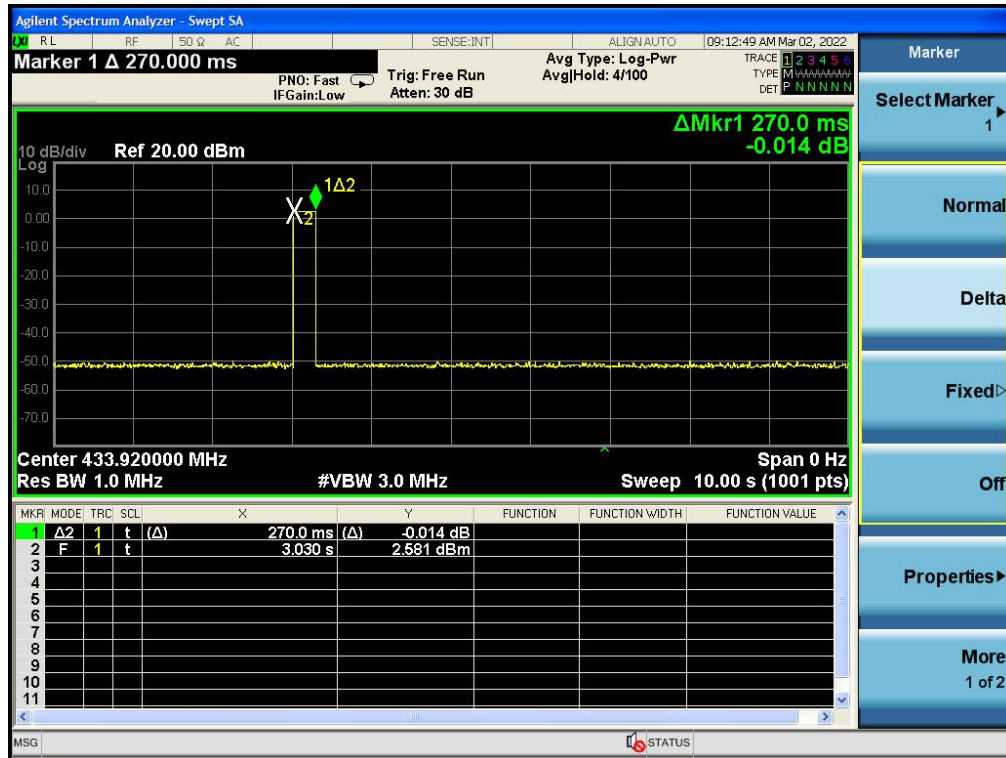 Agilent Spectrum Analyzer - Swept SA
LXI RL RF 50 Ω AC SENSE:INT ALIGN AUTO 09:12:49 AM Mar 02, 2022
Marker 1 Δ 270.000 ms
PNO: Fast
IFGain:Low
Trig: Free Run
Atten: 30 dB
Avg Type: Log-Pwr
Avg|Hold: 4/100
TRACE 1 2 3 4 5 6
TYPE M
DET P N N N N N
ΔMkr1 270.0 ms
-0.014 dB
10 dB/div Ref 20.00 dBm
Log
10.0
0.00
-10.0
-20.0
-30.0
-40.0
-50.0
-60.0
-70.0
1Δ2
2
Center 433.920000 MHz Span 0 Hz
Res BW 1.0 MHz #VBW 3.0 MHz Sweep 10.00 s (1001 pts)
MKR MODE TRC SCL X Y FUNCTION FUNCTION WIDTH FUNCTION VALUE
1 Δ2 1 t (Δ) 270.0 ms (Δ) -0.014 dB
2 F 1 t 3.030 s 2.581 dBm
3
4
5
6
7
8
9
10
11
MSG STATUS
Marker
Select Marker
1
Normal
Delta
Fixed
Off
Properties
More
1 of 2